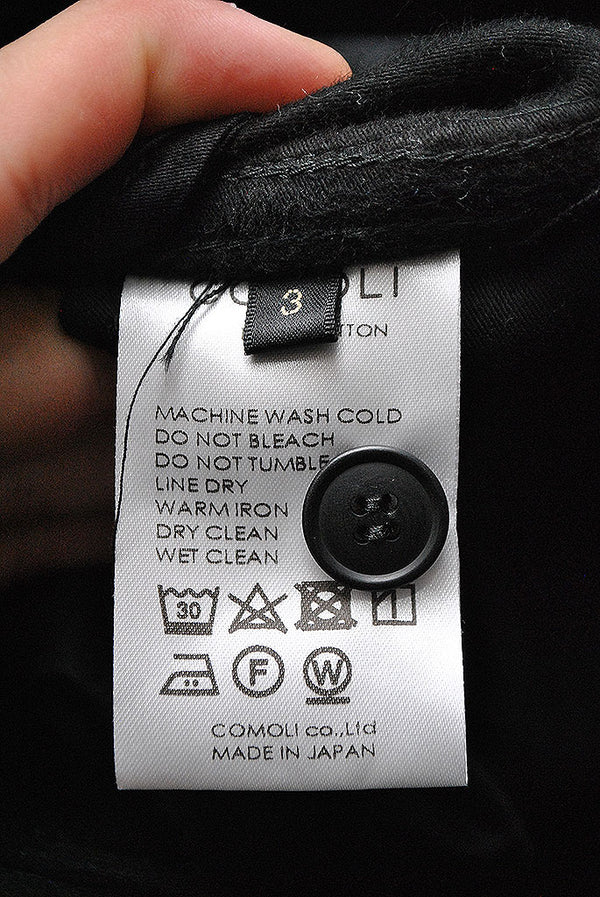 3
MACHINE WASH COLD
DO NOT BLEACH
DO NOT TUMBLE
LINE DRY
WARM IRON
DRY CLEAN
WET CLEAN
30
F
W
COMOLI co.,Ltd
MADE IN JAPAN